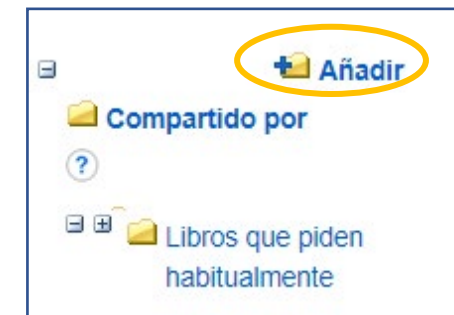 Añadir
Compartido por
?
Libros que piden
habitualmente